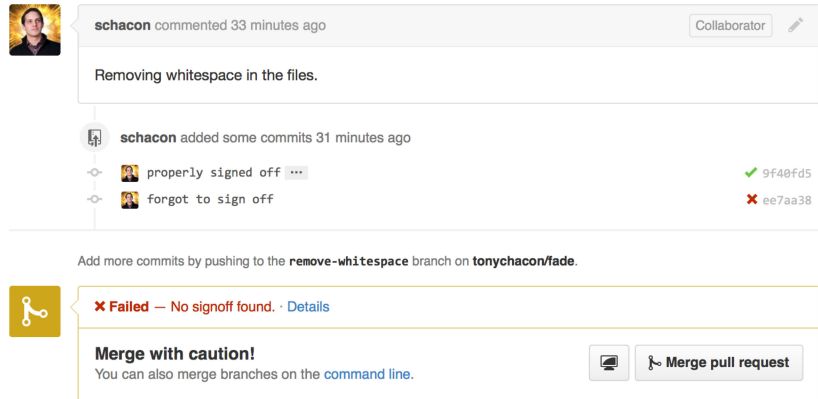 schacon commented 33 minutes ago Collaborator
Removing whitespace in the files.
schacon added some commits 31 minutes ago
properly signed off ... 9f40fd5
forgot to sign off ee7aa38
Add more commits by pushing to the remove-whitespace branch on tonychacon/fade.
Failed — No signoff found. · Details
Merge with caution!
You can also merge branches on the command line.
Merge pull request